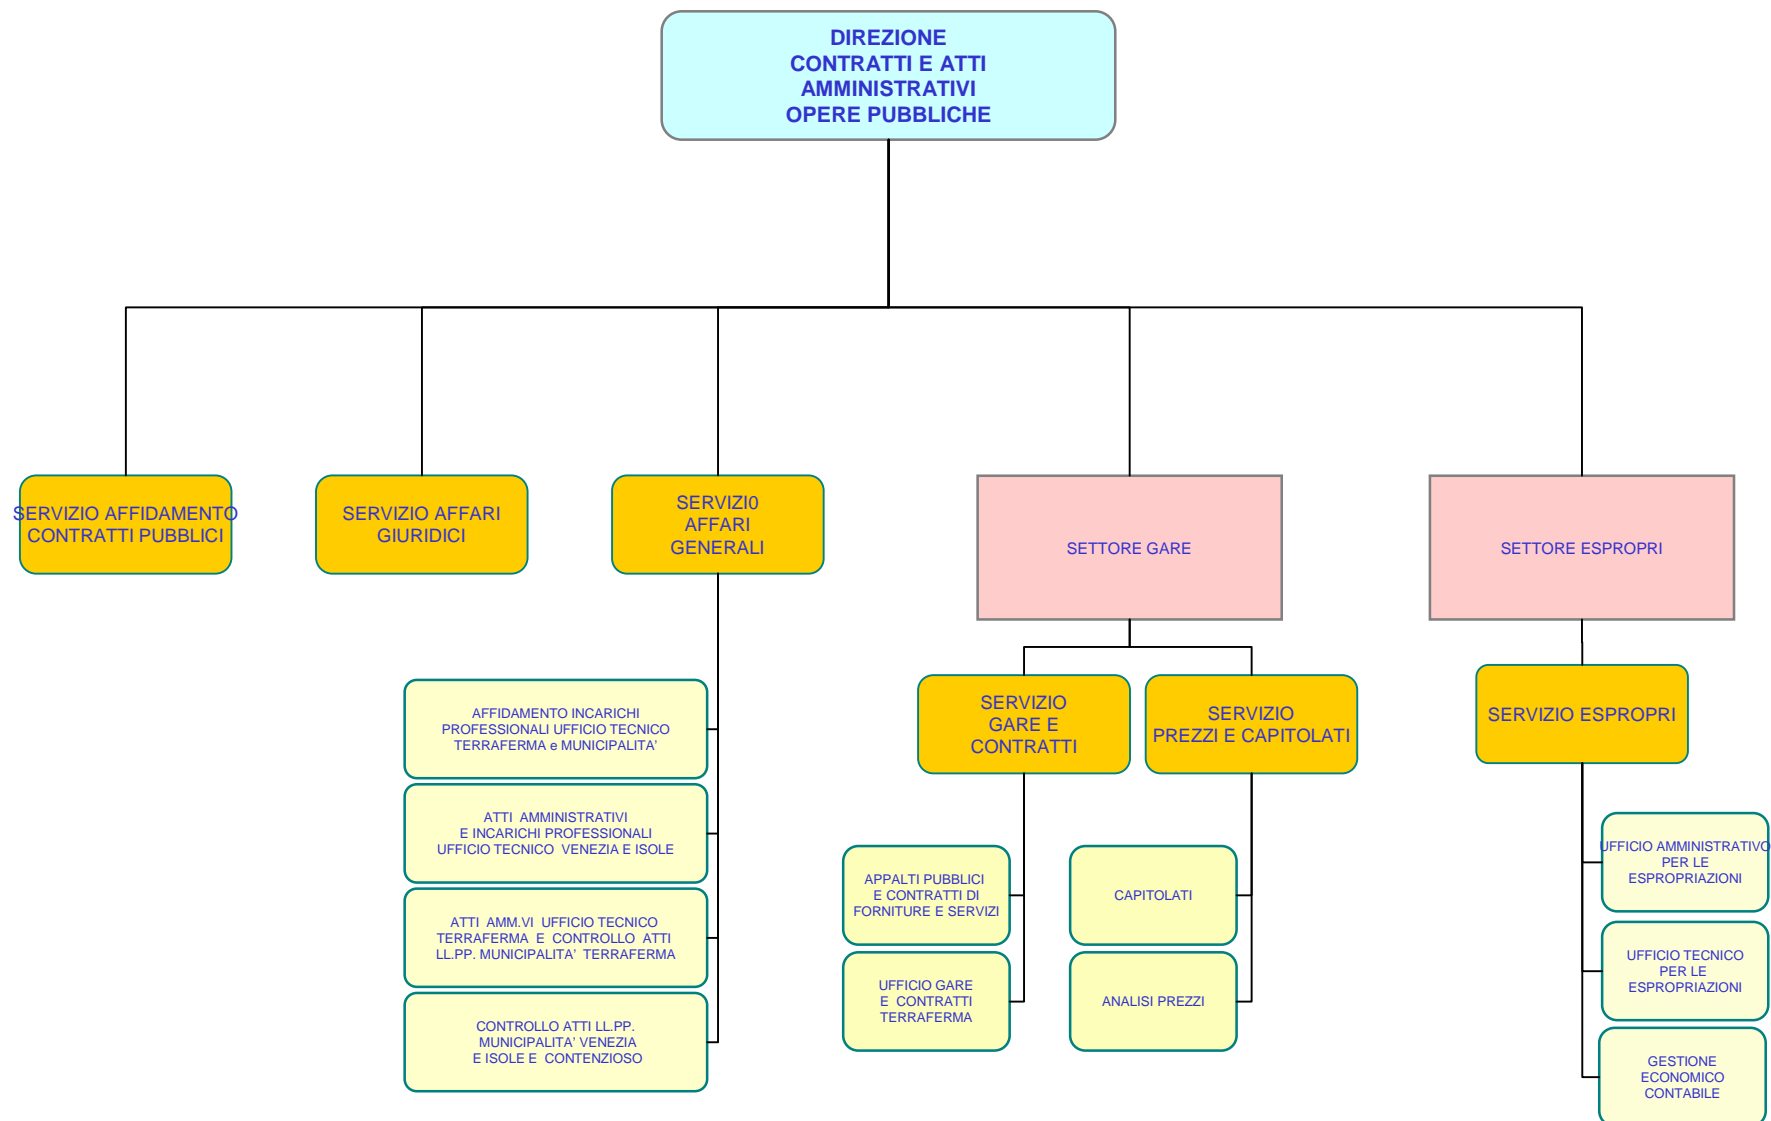 DIREZIONE
CONTRATTI E ATTI
AMMINISTRATIVI
OPERE PUBBLICHE
SERVIZIO AFFIDAMENTO
CONTRATTI PUBBLICI
SERVIZIO AFFARI
GIURIDICI
SERVIZI0
AFFARI
GENERALI
SETTORE GARE
SETTORE ESPROPRI
AFFIDAMENTO INCARICHI
PROFESSIONALI UFFICIO TECNICO
TERRAFERMA e MUNICIPALITA'
ATTI AMMINISTRATIVI
E INCARICHI PROFESSIONALI
UFFICIO TECNICO VENEZIA E ISOLE
ATTI AMM.VI UFFICIO TECNICO
TERRAFERMA E CONTROLLO ATTI
LL.PP. MUNICIPALITA' TERRAFERMA
CONTROLLO ATTI LL.PP.
MUNICIPALITA' VENEZIA
E ISOLE E CONTENZIOSO
SERVIZIO
GARE E
CONTRATTI
SERVIZIO
PREZZI E CAPITOLATI
SERVIZIO ESPROPRI
APPALTI PUBBLICI
E CONTRATTI DI
FORNITURE E SERVIZI
UFFICIO GARE
E CONTRATTI
TERRAFERMA
CAPITOLATI
ANALISI PREZZI
UFFICIO AMMINISTRATIVO
PER LE
ESPROPRIAZIONI
UFFICIO TECNICO
PER LE
ESPROPRIAZIONI
GESTIONE
ECONOMICO
CONTABILE